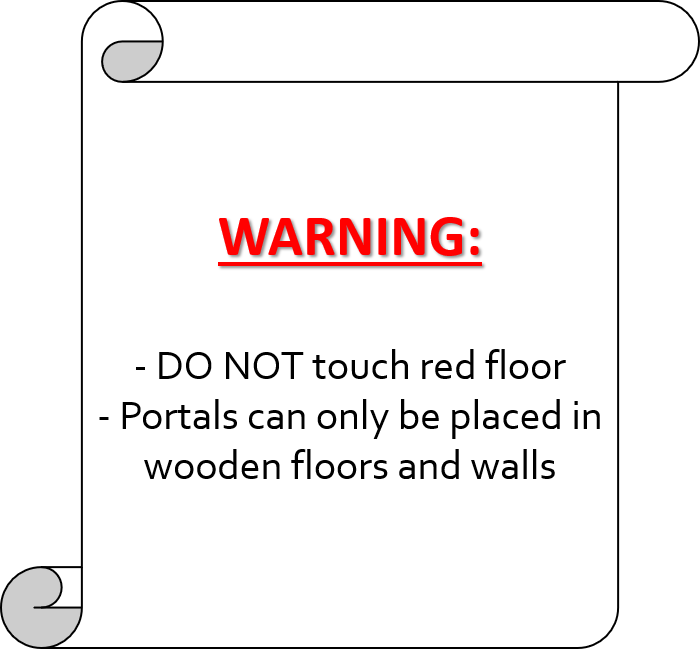 WARNING:
- DO NOT touch red floor
- Portals can only be placed in
wooden floors and walls